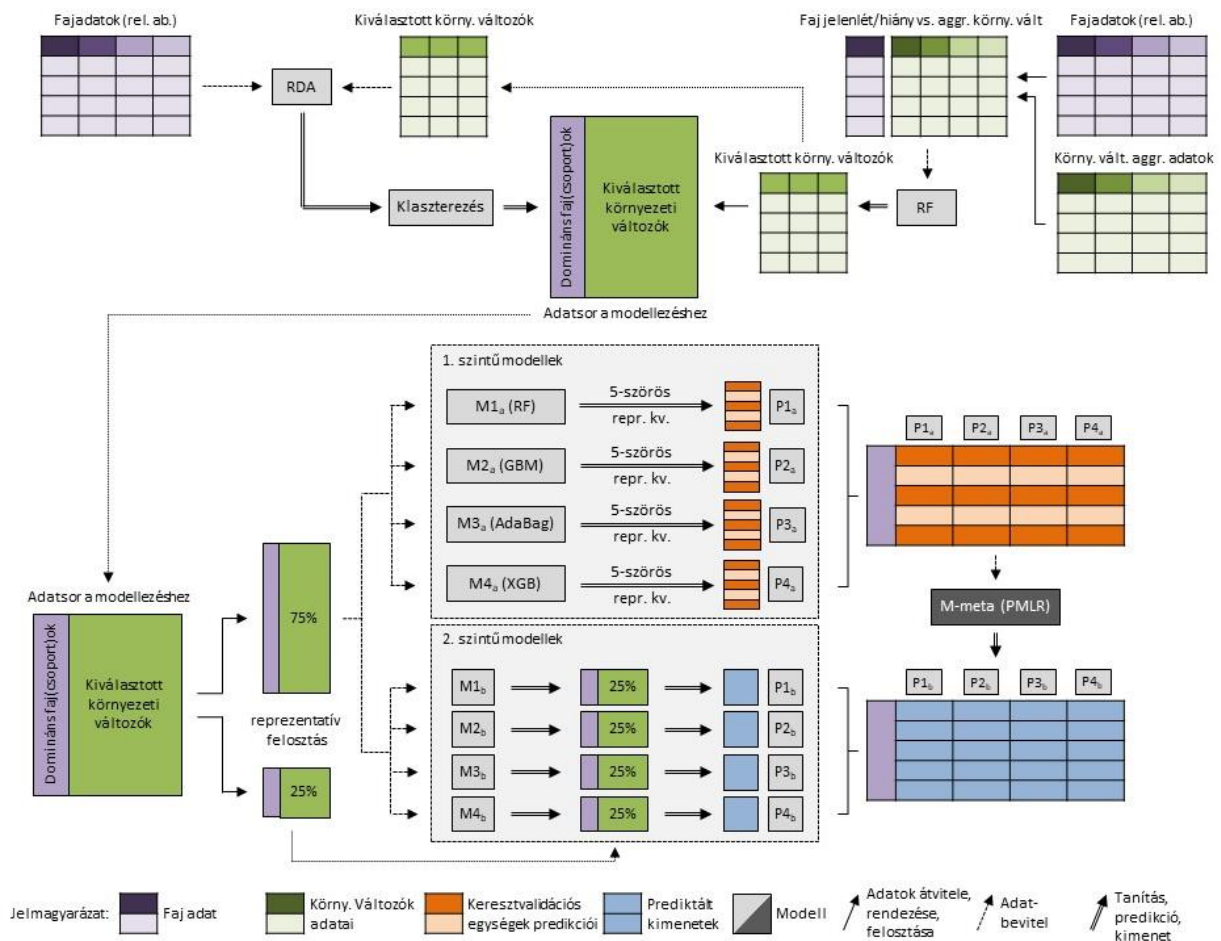 Fajadatok (rel. ab.)
Kiválasztott körny. változók
Faj jelenlét/hiány vs. aggr. körny. vált
Fajadatok (rel. ab.)
RDA
Kiválasztott körny. változók
Körny. vált. aggr. adatok
Klaszterezés
Domináns faj(csoport)ok
Kiválasztott
környezeti
változók
RF
Adatsor a modellezéshez
1. szintű modellek
M1a (RF)
5-szörös
repr. kv.
P1a
M2a (GBM)
5-szörös
repr. kv.
P2a
M3a (AdaBag)
5-szörös
repr. kv.
P3a
M4a (XGB)
5-szörös
repr. kv.
P4a
P1a
P2a
P3a
P4a
M-meta (PMLR)
Adatsor a modellezéshez
Domináns faj(csoport)ok
Kiválasztott
környezeti
változók
75%
reprezentatív
felosztás
25%
2. szintű modellek
M1b
25%
P1b
M2b
25%
P2b
M3b
25%
P3b
M4b
25%
P4b
P1b
P2b
P3b
P4b
Jelmagyarázat:
Faj adat
Körny. Változók
adatai
Keresztvalidációs
egységek predikciói
Prediktált
kimenetek
Modell
Adatok átvitele,
rendezése,
felosztása
Adat-
bevitel
Tanítás,
predikció,
kimenet